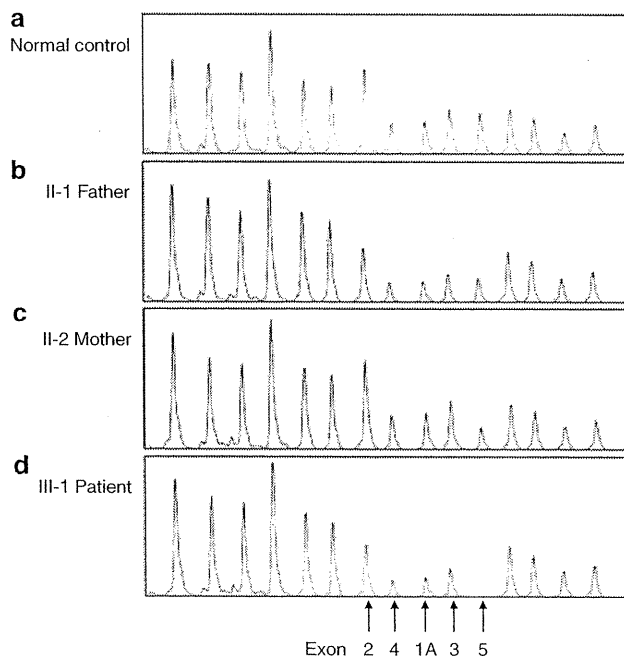 a
Normal control
b
II-1 Father
c
II-2 Mother
d
III-1 Patient
Exon 2 4 1A 3 5